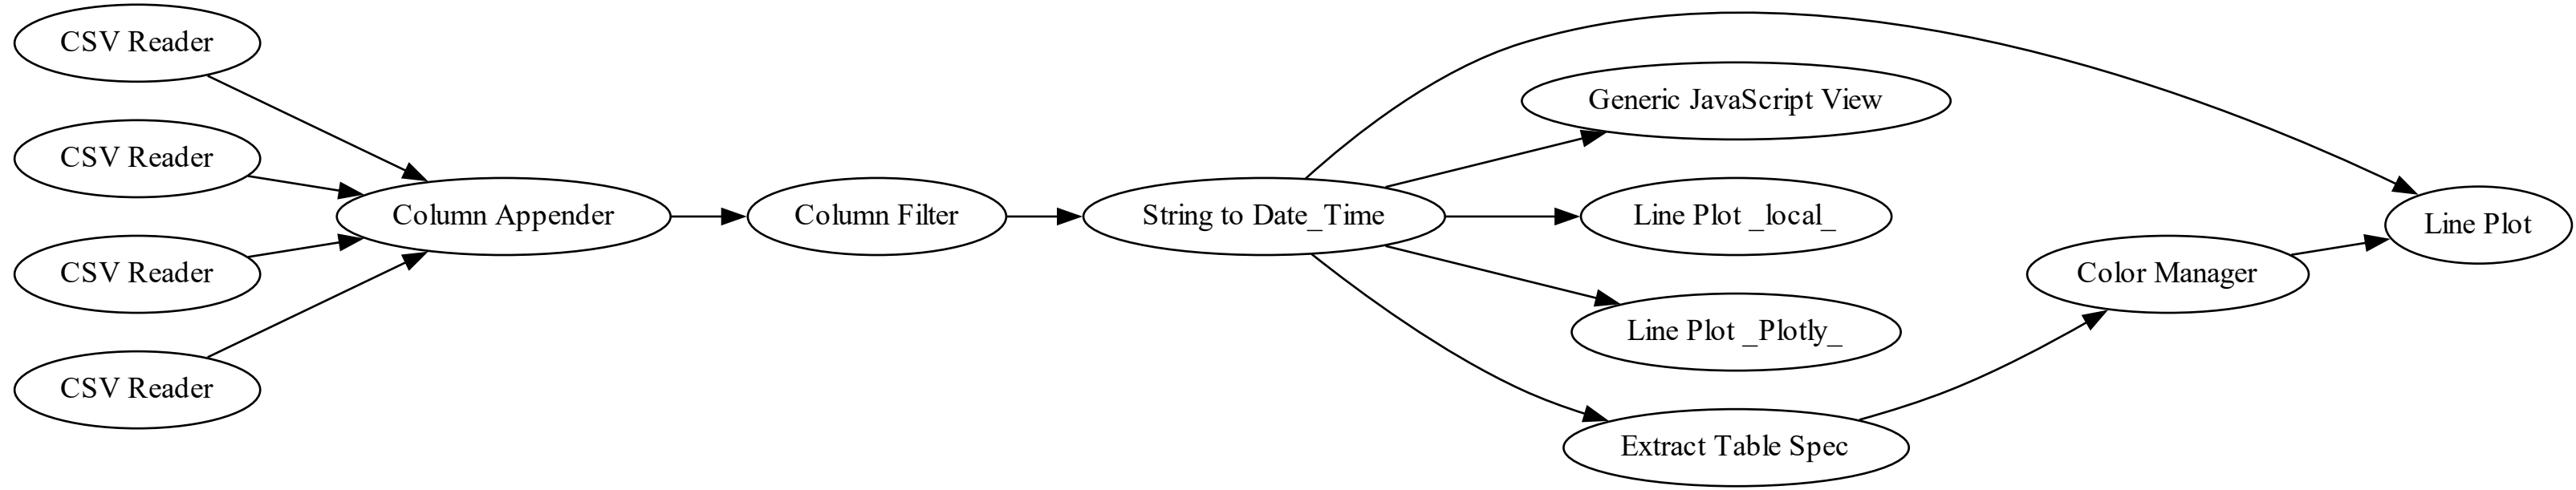 CSV Reader
CSV Reader
CSV Reader
CSV Reader
Column Appender
Column Filter
String to Date_Time
Generic JavaScript View
Line Plot _local_
Line Plot _Plotly_
Extract Table Spec
Color Manager
Line Plot